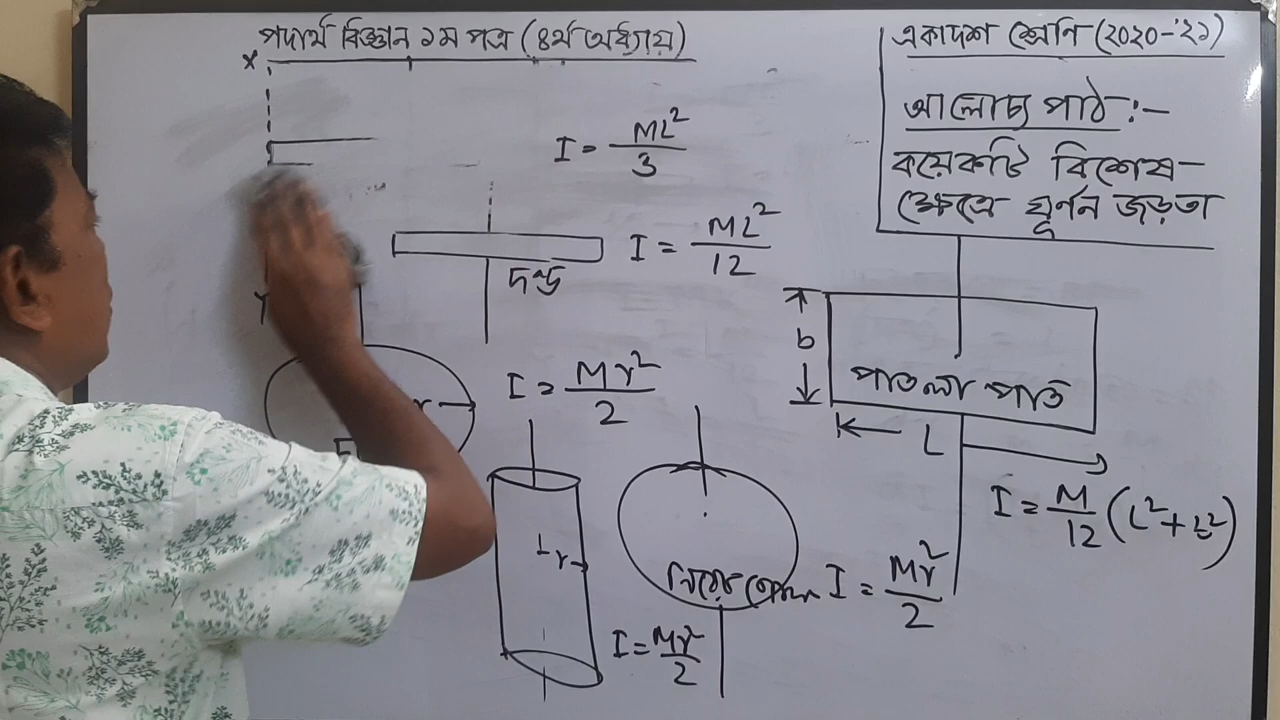 পদার্থ বিজ্ঞান ১ম পত্র (৪র্থ অধ্যায়)
একাদশ শ্রেণি (২০২০-'২১)
আলোচ্য পাঠ :-
কয়েকটি বিশেষ
ক্ষেত্রে ঘূর্ণন জড়তা
X
I = ML²/3
I = ML²/12
দণ্ড
Y
b
পাতলা পাত
L
I = Mr²/2
r
I = M/12 (L² + b²)
r
I = Mr²/2
I = Mr²/2